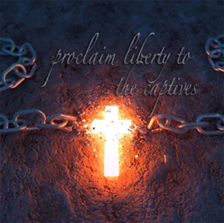 proclaim liberty to
the captives